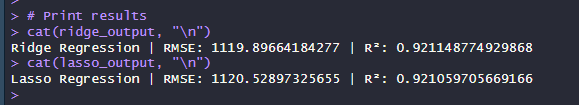 >
> # Print results
> cat(ridge_output, "\n")
Ridge Regression | RMSE: 1119.89664184277 | R²: 0.921148774929868
> cat(lasso_output, "\n")
Lasso Regression | RMSE: 1120.52897325655 | R²: 0.921059705669166
>